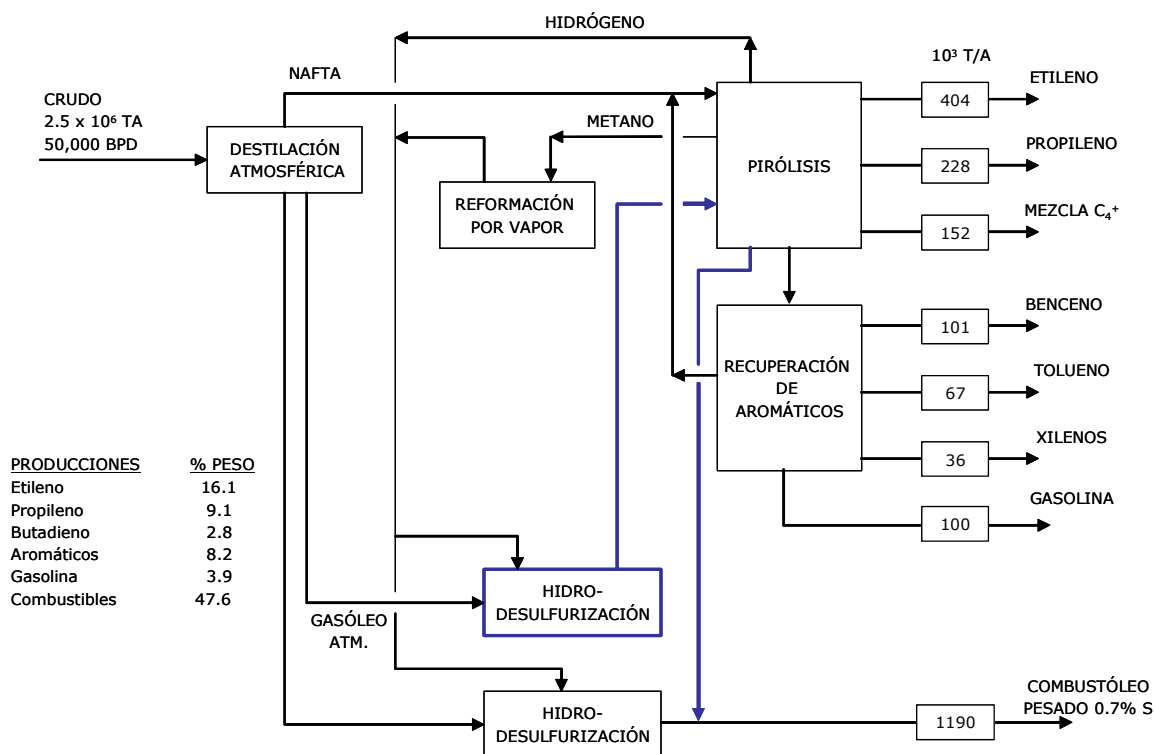 HIDRÓGENO
10³ T/A
NAFTA
ETILENO
404
CRUDO
2.5 x 10⁶ TA
50,000 BPD
METANO
DESTILACIÓN
ATMOSFÉRICA
PIRÓLISIS
PROPILENO
228
REFORMACIÓN
POR VAPOR
MEZCLA C₄⁺
152
BENCENO
101
RECUPERACIÓN
DE
AROMÁTICOS
TOLUENO
67
XILENOS
36
GASOLINA
100
PRODUCCIONES % PESO
Etileno 16.1
Propileno 9.1
Butadieno 2.8
Aromáticos 8.2
Gasolina 3.9
Combustibles 47.6
HIDRO-
DESULFURIZACIÓN
GASÓLEO
ATM.
HIDRO-
DESULFURIZACIÓN
COMBUSTÓLEO
PESADO 0.7% S
1190